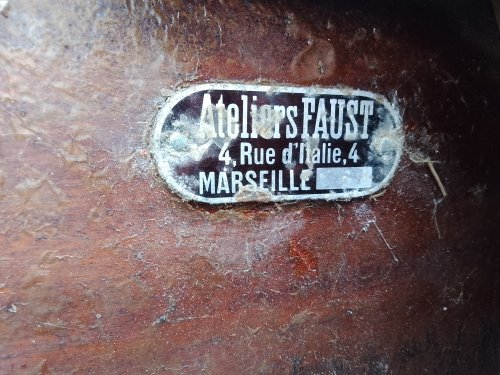 Ateliers FAUST
4, Rue d'Italie, 4
MARSEILLE